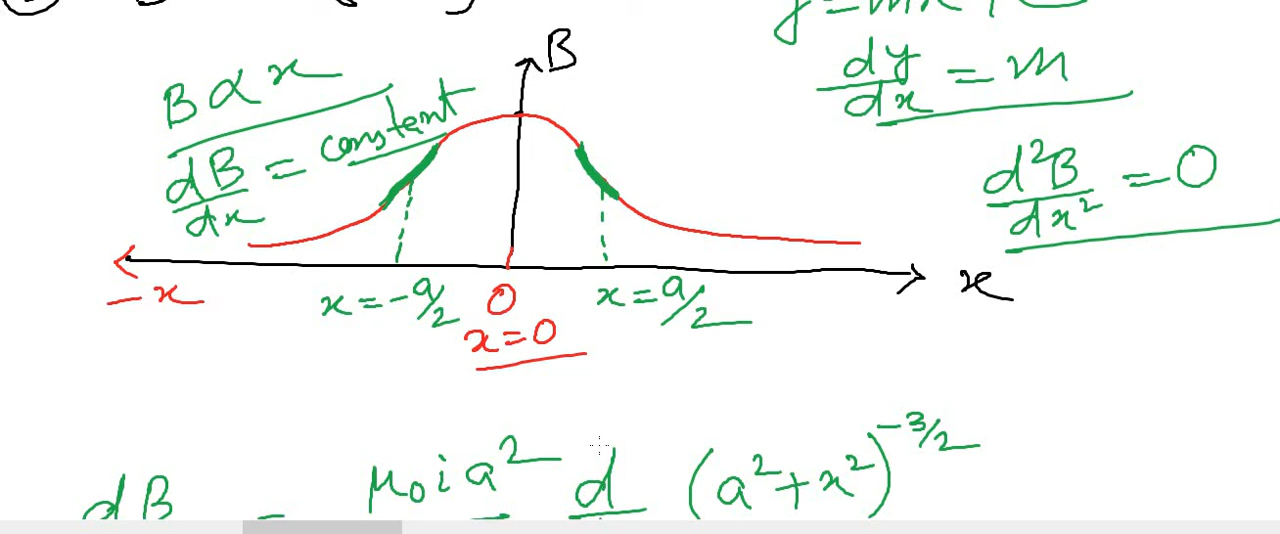 B
B ∝ x
dB/dx = constant
dy/dx = m
d²B/dx² = 0
-x
x = -a/2
0
x = 0
x = a/2
x
dB = μ₀ i a² d (a² + x²)^-3/2